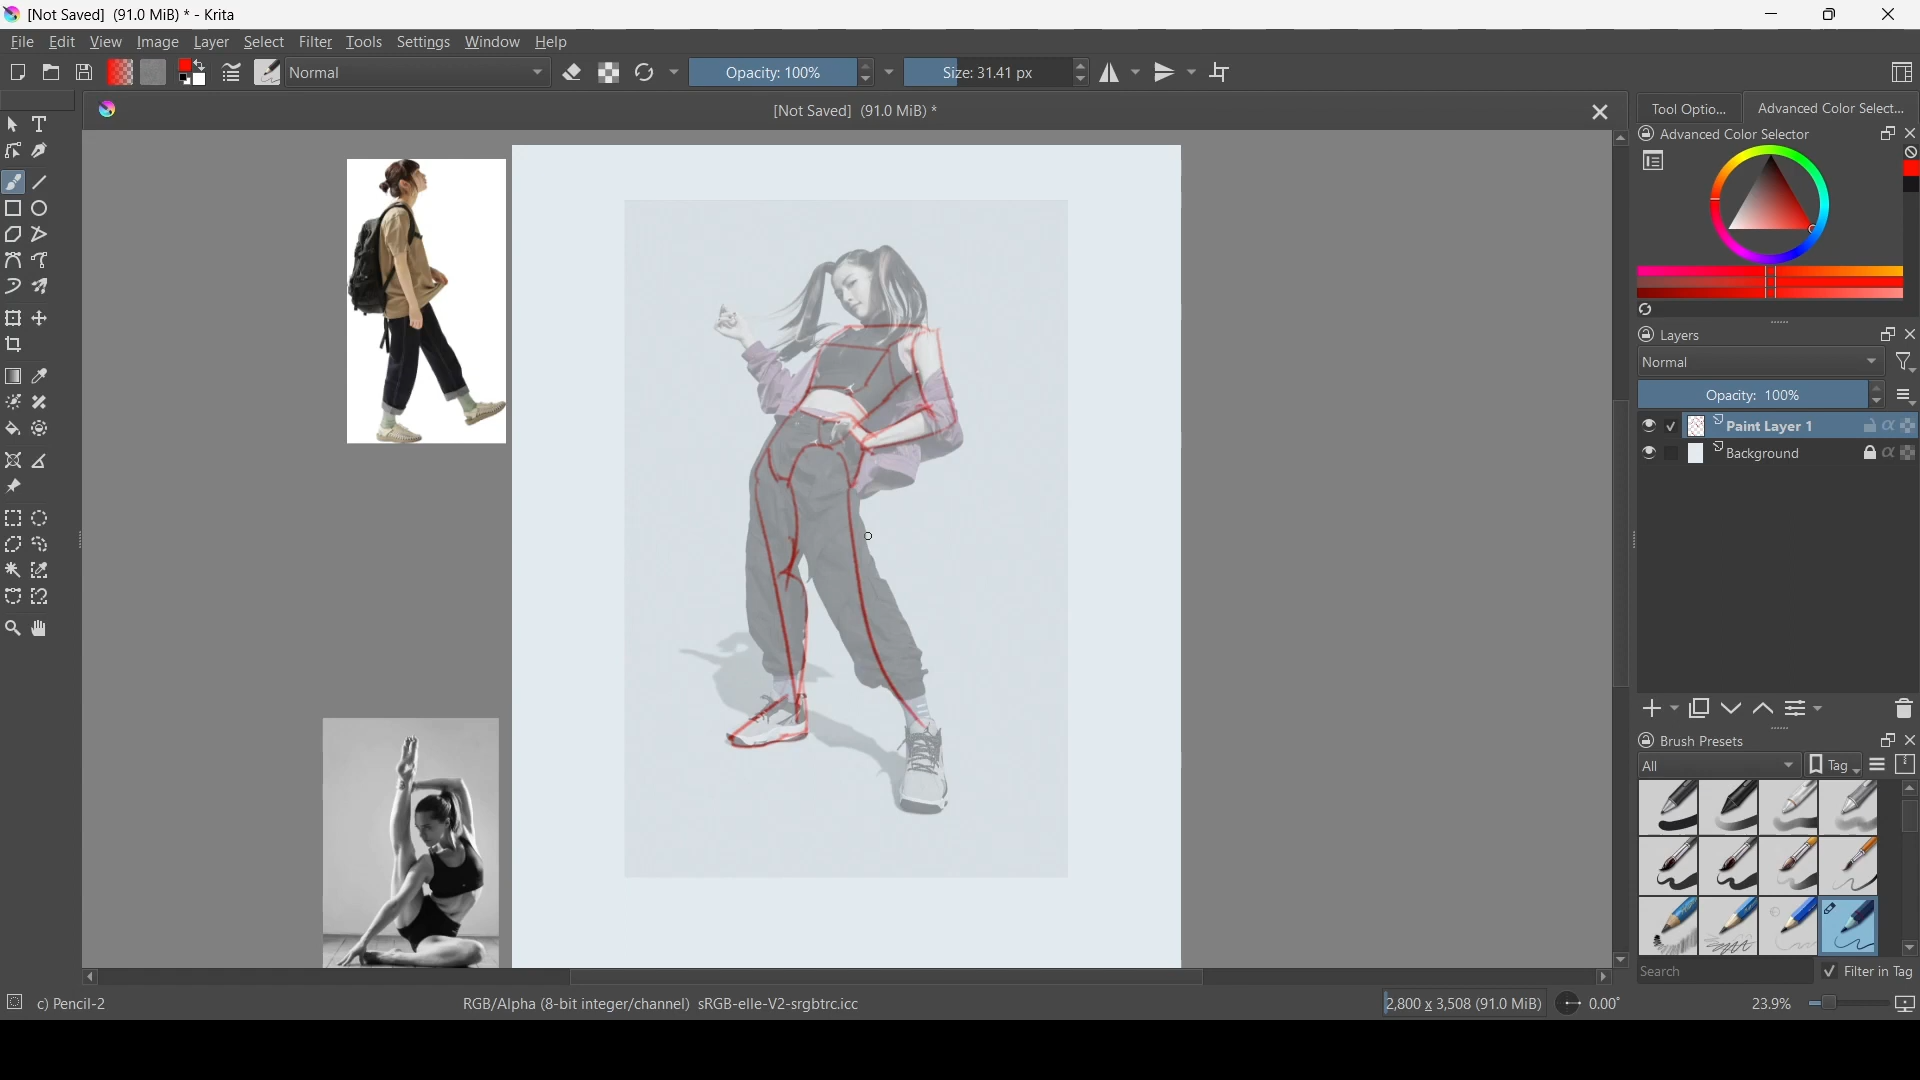 [Not Saved] (91.0 MiB) * - Krita
File Edit View Image Layer Select Filter Tools Settings Window Help
Normal
Opacity: 100%
Size: 31.41 px
[Not Saved] (91.0 MiB) *
Tool Optio...
Advanced Color Select...
Advanced Color Selector
Layers
Normal
Opacity: 100%
Paint Layer 1
Background
Brush Presets
All
Tag
Search
Filter in Tag
c) Pencil-2
RGB/Alpha (8-bit integer/channel) sRGB-elle-V2-srgbtrc.icc
2,800 x 3,508 (91.0 MiB)
0.00°
23.9%